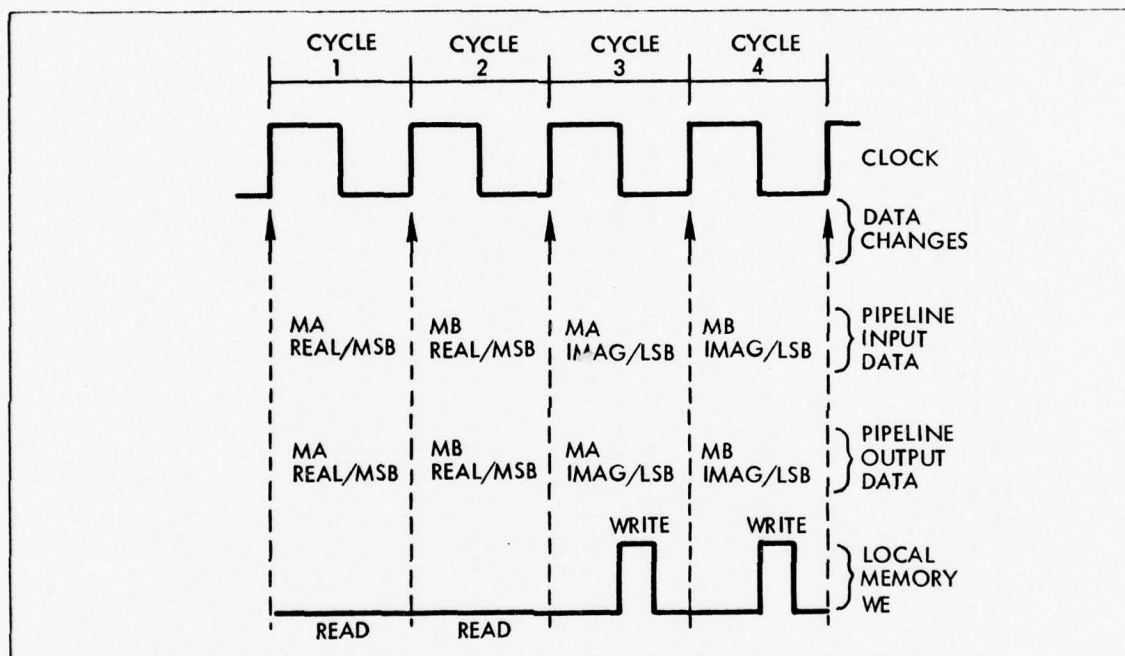 CYCLE 1
CYCLE 2
CYCLE 3
CYCLE 4
CLOCK
DATA
CHANGES
MA
REAL/MSB
MB
REAL/MSB
MA
IMAG/LSB
MB
IMAG/LSB
PIPELINE
INPUT
DATA
MA
REAL/MSB
MB
REAL/MSB
MA
IMAG/LSB
MB
IMAG/LSB
PIPELINE
OUTPUT
DATA
WRITE
WRITE
LOCAL
MEMORY
WE
READ
READ